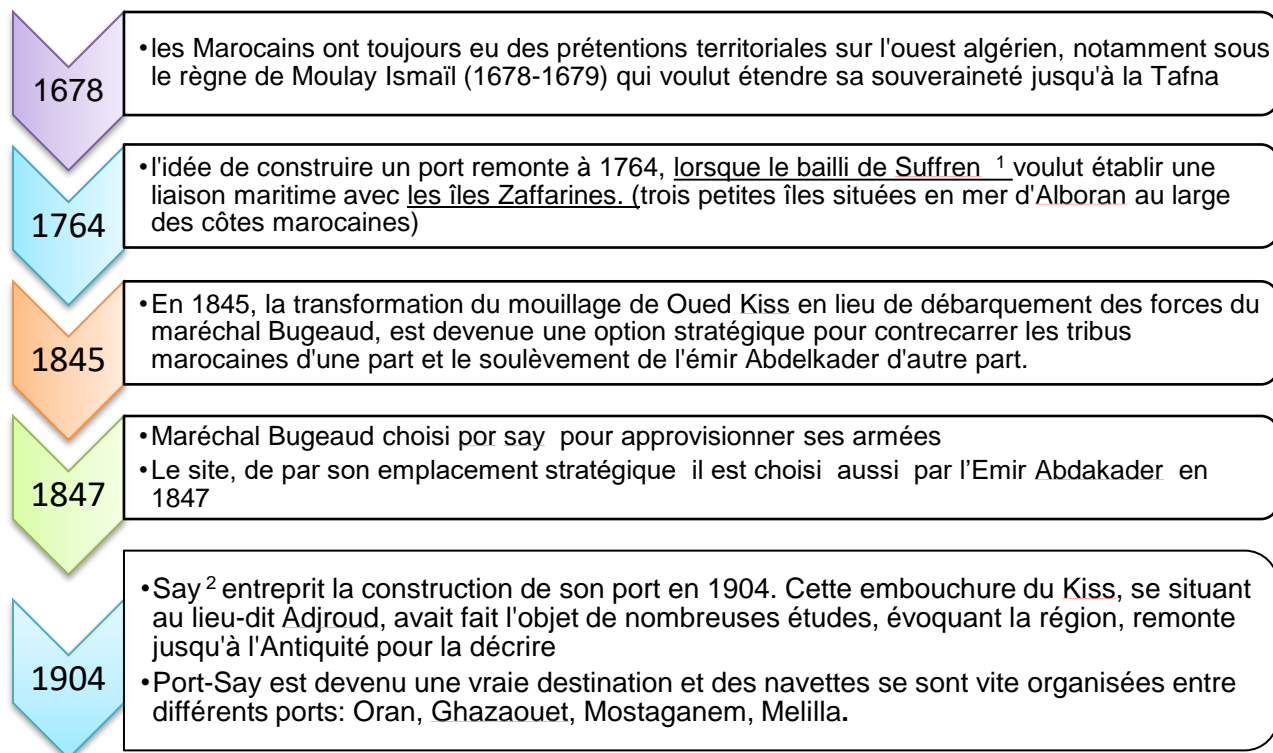 1678
•les Marocains ont toujours eu des prétentions territoriales sur l'ouest algérien, notamment sous
le règne de Moulay Ismaïl (1678-1679) qui voulut étendre sa souveraineté jusqu'à la Tafna
1764
•l'idée de construire un port remonte à 1764, lorsque le bailli de Suffren ¹ voulut établir une
liaison maritime avec les îles Zaffarines. (trois petites îles situées en mer d'Alboran au large
des côtes marocaines)
1845
•En 1845, la transformation du mouillage de Oued Kiss en lieu de débarquement des forces du
maréchal Bugeaud, est devenue une option stratégique pour contrecarrer les tribus
marocaines d'une part et le soulèvement de l'émir Abdelkader d'autre part.
1847
•Maréchal Bugeaud choisi por say pour approvisionner ses armées
•Le site, de par son emplacement stratégique il est choisi aussi par l’Emir Abdakader en
1847
1904
•Say ² entreprit la construction de son port en 1904. Cette embouchure du Kiss, se situant
au lieu-dit Adjroud, avait fait l'objet de nombreuses études, évoquant la région, remonte
jusqu'à l'Antiquité pour la décrire
•Port-Say est devenu une vraie destination et des navettes se sont vite organisées entre
différents ports: Oran, Ghazaouet, Mostaganem, Melilla.